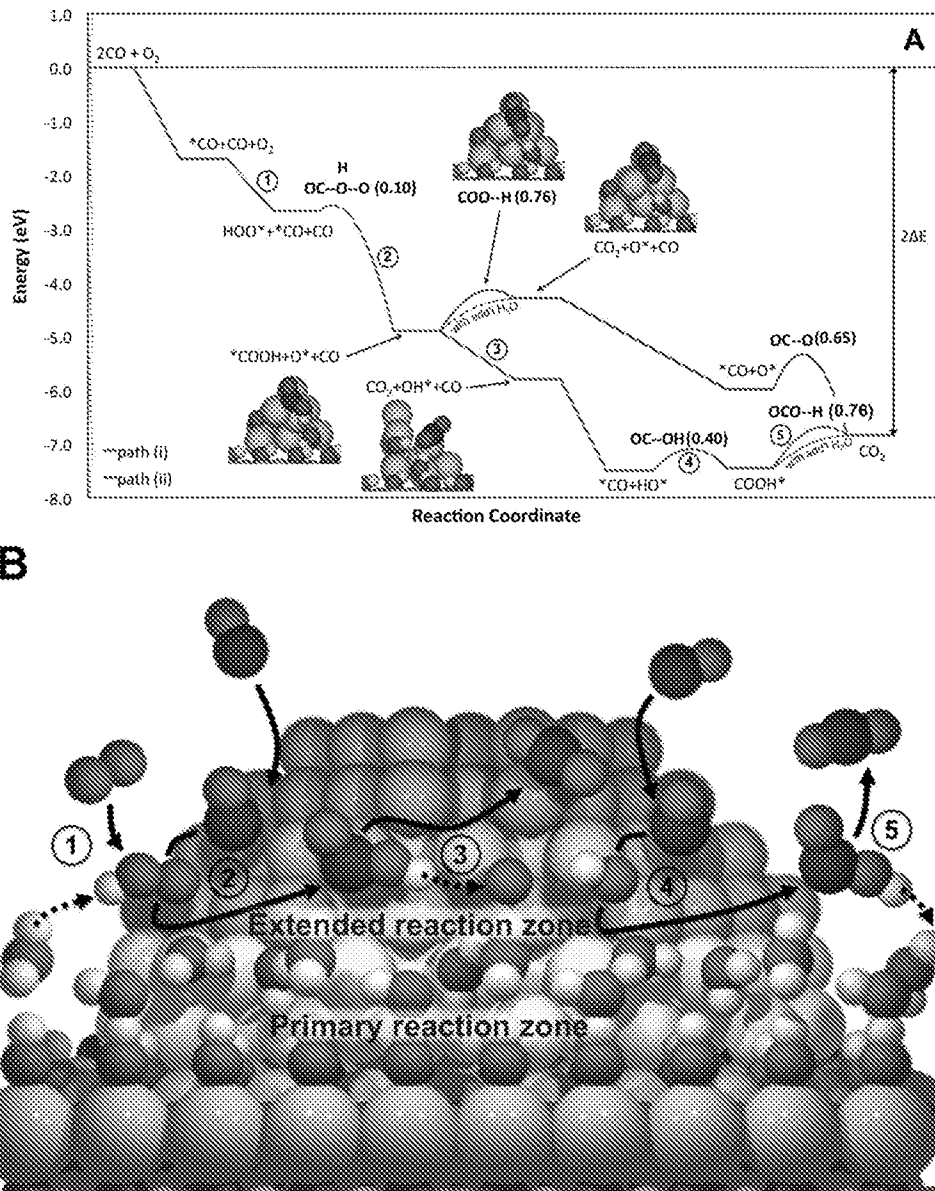 A
1.0
2CO + O₂
0.0
-1.0
*CO+CO+O₂
H
-2.0
①
OC--O--O (0.10)
COO--H (0.76)
HOO*+*CO+CO
-3.0
②
CO₂+O*+CO
2ΔE
Energy (eV)
-4.0
with add'l H₂O
-5.0
③
OC--O(0.65)
*COOH+O*+CO
CO₂+OH*+CO
*CO+O*
-6.0
OCO--H (0.76)
OC--OH(0.40)
⑤
-7.0
path (i)
④
with add'l H₂O
CO₂
path (ii)
*CO+HO*
COOH*
-8.0
Reaction Coordinate
B
1
2
3
4
5
Extended reaction zone
Primary reaction zone